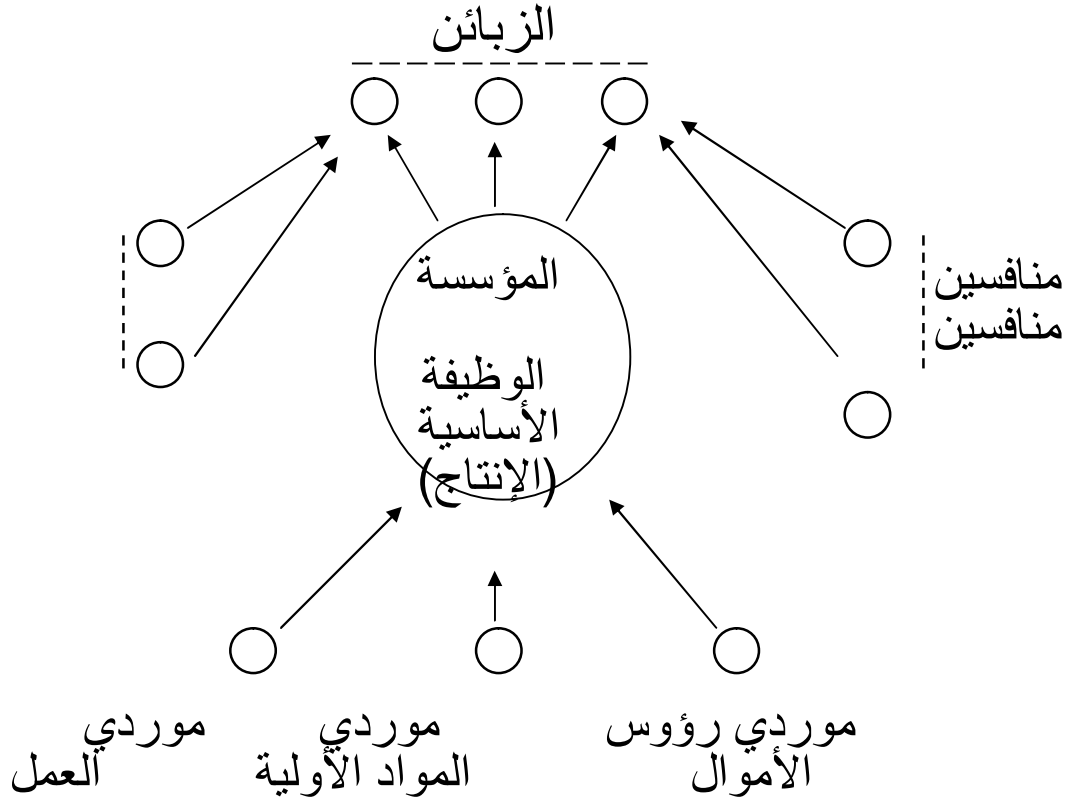 الزبائن
المؤسسة
الوظيفة
الأساسية
(الإنتاج)
منافسين
منافسين
موردي رؤوس
الأموال
موردي
المواد الأولية
موردي
العمل